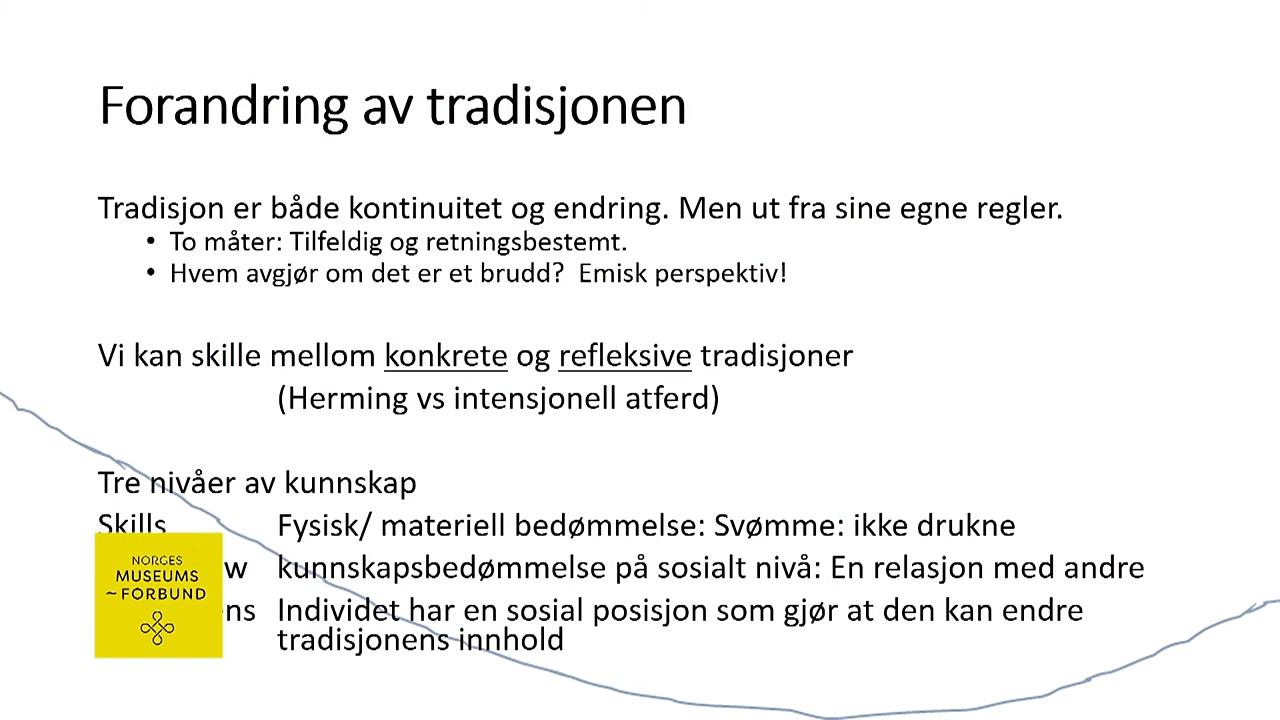 Forandring av tradisjonen
Tradisjon er både kontinuitet og endring. Men ut fra sine egne regler.
• To måter: Tilfeldig og retningsbestemt.
• Hvem avgjør om det er et brudd? Emisk perspektiv!
Vi kan skille mellom konkrete og refleksive tradisjoner
(Herming vs intensjonell atferd)
Tre nivåer av kunnskap
Skills Fysisk/ materiell bedømmelse: Svømme: ikke drukne
kunnskapsbedømmelse på sosialt nivå: En relasjon med andre
Individet har en sosial posisjon som gjør at den kan endre
tradisjonens innhold
NORGES
MUSEUMS
~FORBUND